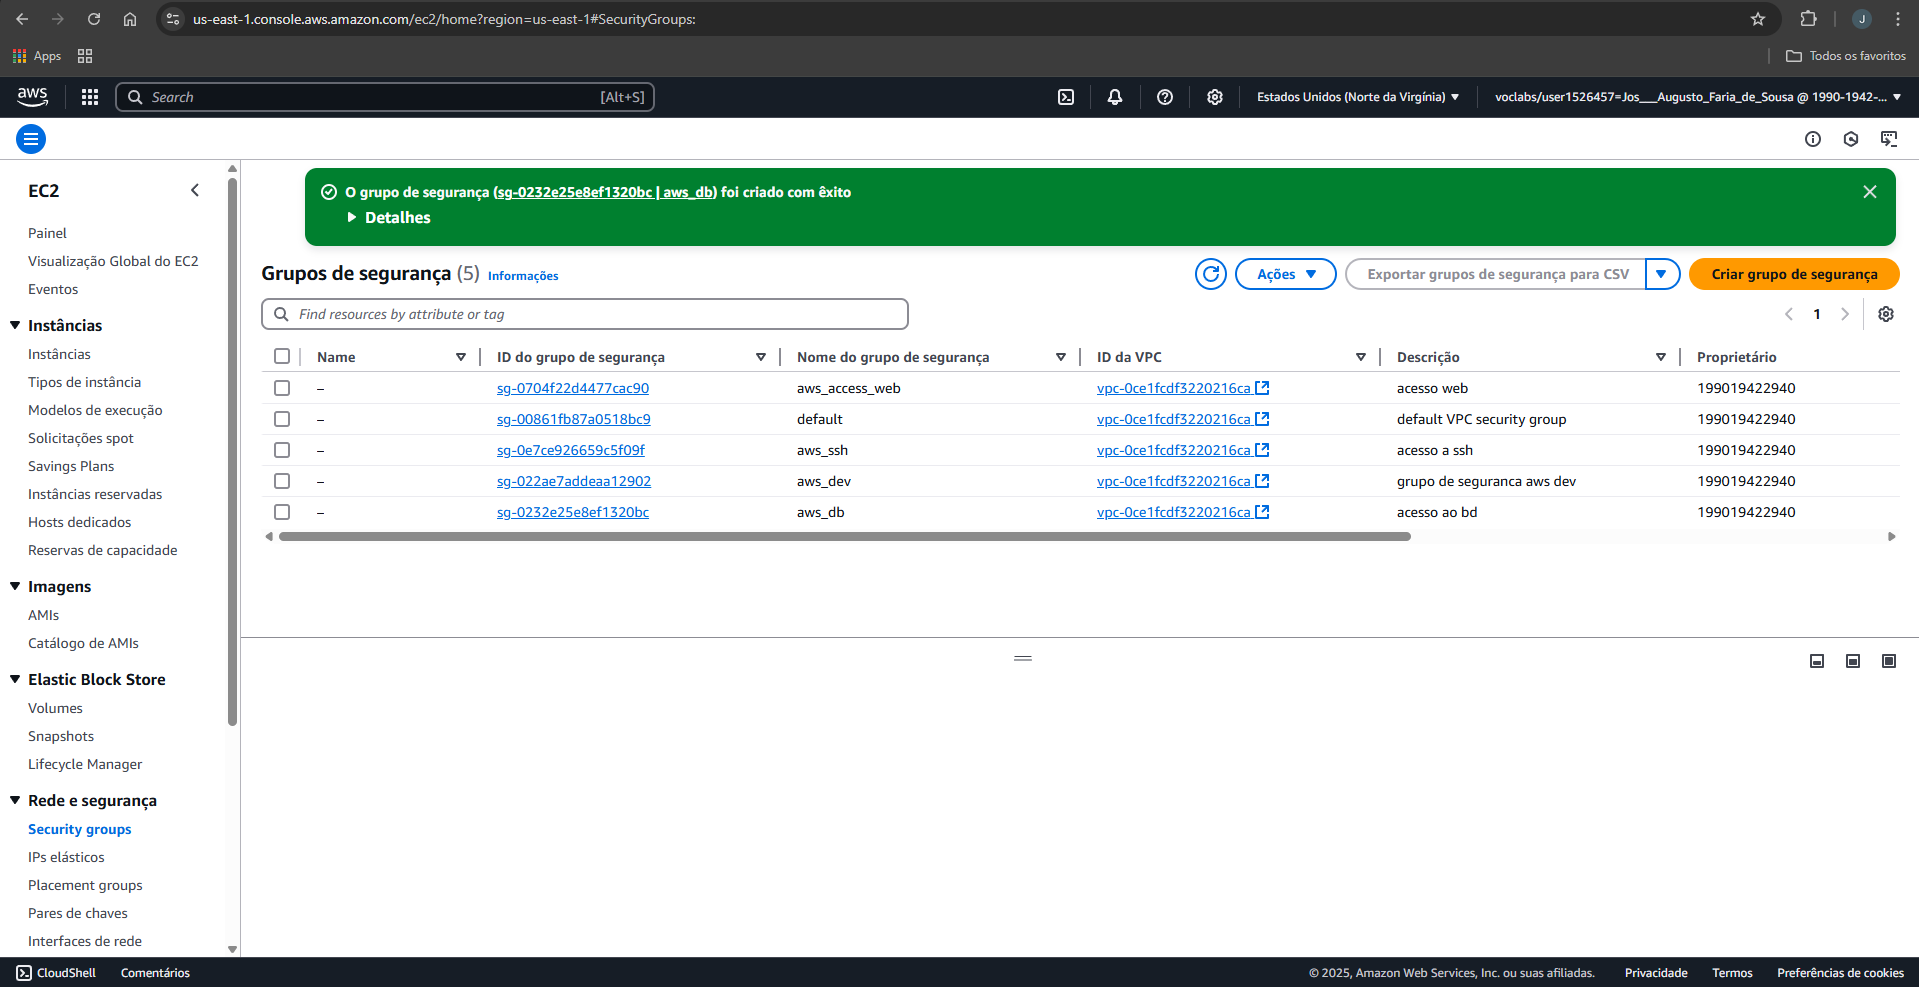 us-east-1.console.aws.amazon.com/ec2/home?region=us-east-1#SecurityGroups:
J
Apps
Todos os favoritos
aws
Search
[Alt+S]
Estados Unidos (Norte da Virgínia)
voclabs/user1526457=Jos___Augusto_Faria_de_Sousa @ 1990-1942-...
EC2
Painel
Visualização Global do EC2
Eventos
Instâncias
Instâncias
Tipos de instância
Modelos de execução
Solicitações spot
Savings Plans
Instâncias reservadas
Hosts dedicados
Reservas de capacidade
Imagens
AMIs
Catálogo de AMIs
Elastic Block Store
Volumes
Snapshots
Lifecycle Manager
Rede e segurança
Security groups
IPs elásticos
Placement groups
Pares de chaves
Interfaces de rede
O grupo de segurança (sg-0232e25e8ef1320bc | aws_db) foi criado com êxito
Detalhes
Grupos de segurança (5) Informações
Ações
Exportar grupos de segurança para CSV
Criar grupo de segurança
Find resources by attribute or tag
1
Name ID do grupo de segurança Nome do grupo de segurança ID da VPC Descrição Proprietário
– sg-0704f22d4477cac90 aws_access_web vpc-0ce1fcdf3220216ca acesso web 199019422940
– sg-00861fb87a0518bc9 default vpc-0ce1fcdf3220216ca default VPC security group 199019422940
– sg-0e7ce926659c5f09f aws_ssh vpc-0ce1fcdf3220216ca acesso a ssh 199019422940
– sg-022ae7addeaa12902 aws_dev vpc-0ce1fcdf3220216ca grupo de seguranca aws dev 199019422940
– sg-0232e25e8ef1320bc aws_db vpc-0ce1fcdf3220216ca acesso ao bd 199019422940
CloudShell
Comentários
© 2025, Amazon Web Services, Inc. ou suas afiliadas.
Privacidade
Termos
Preferências de cookies